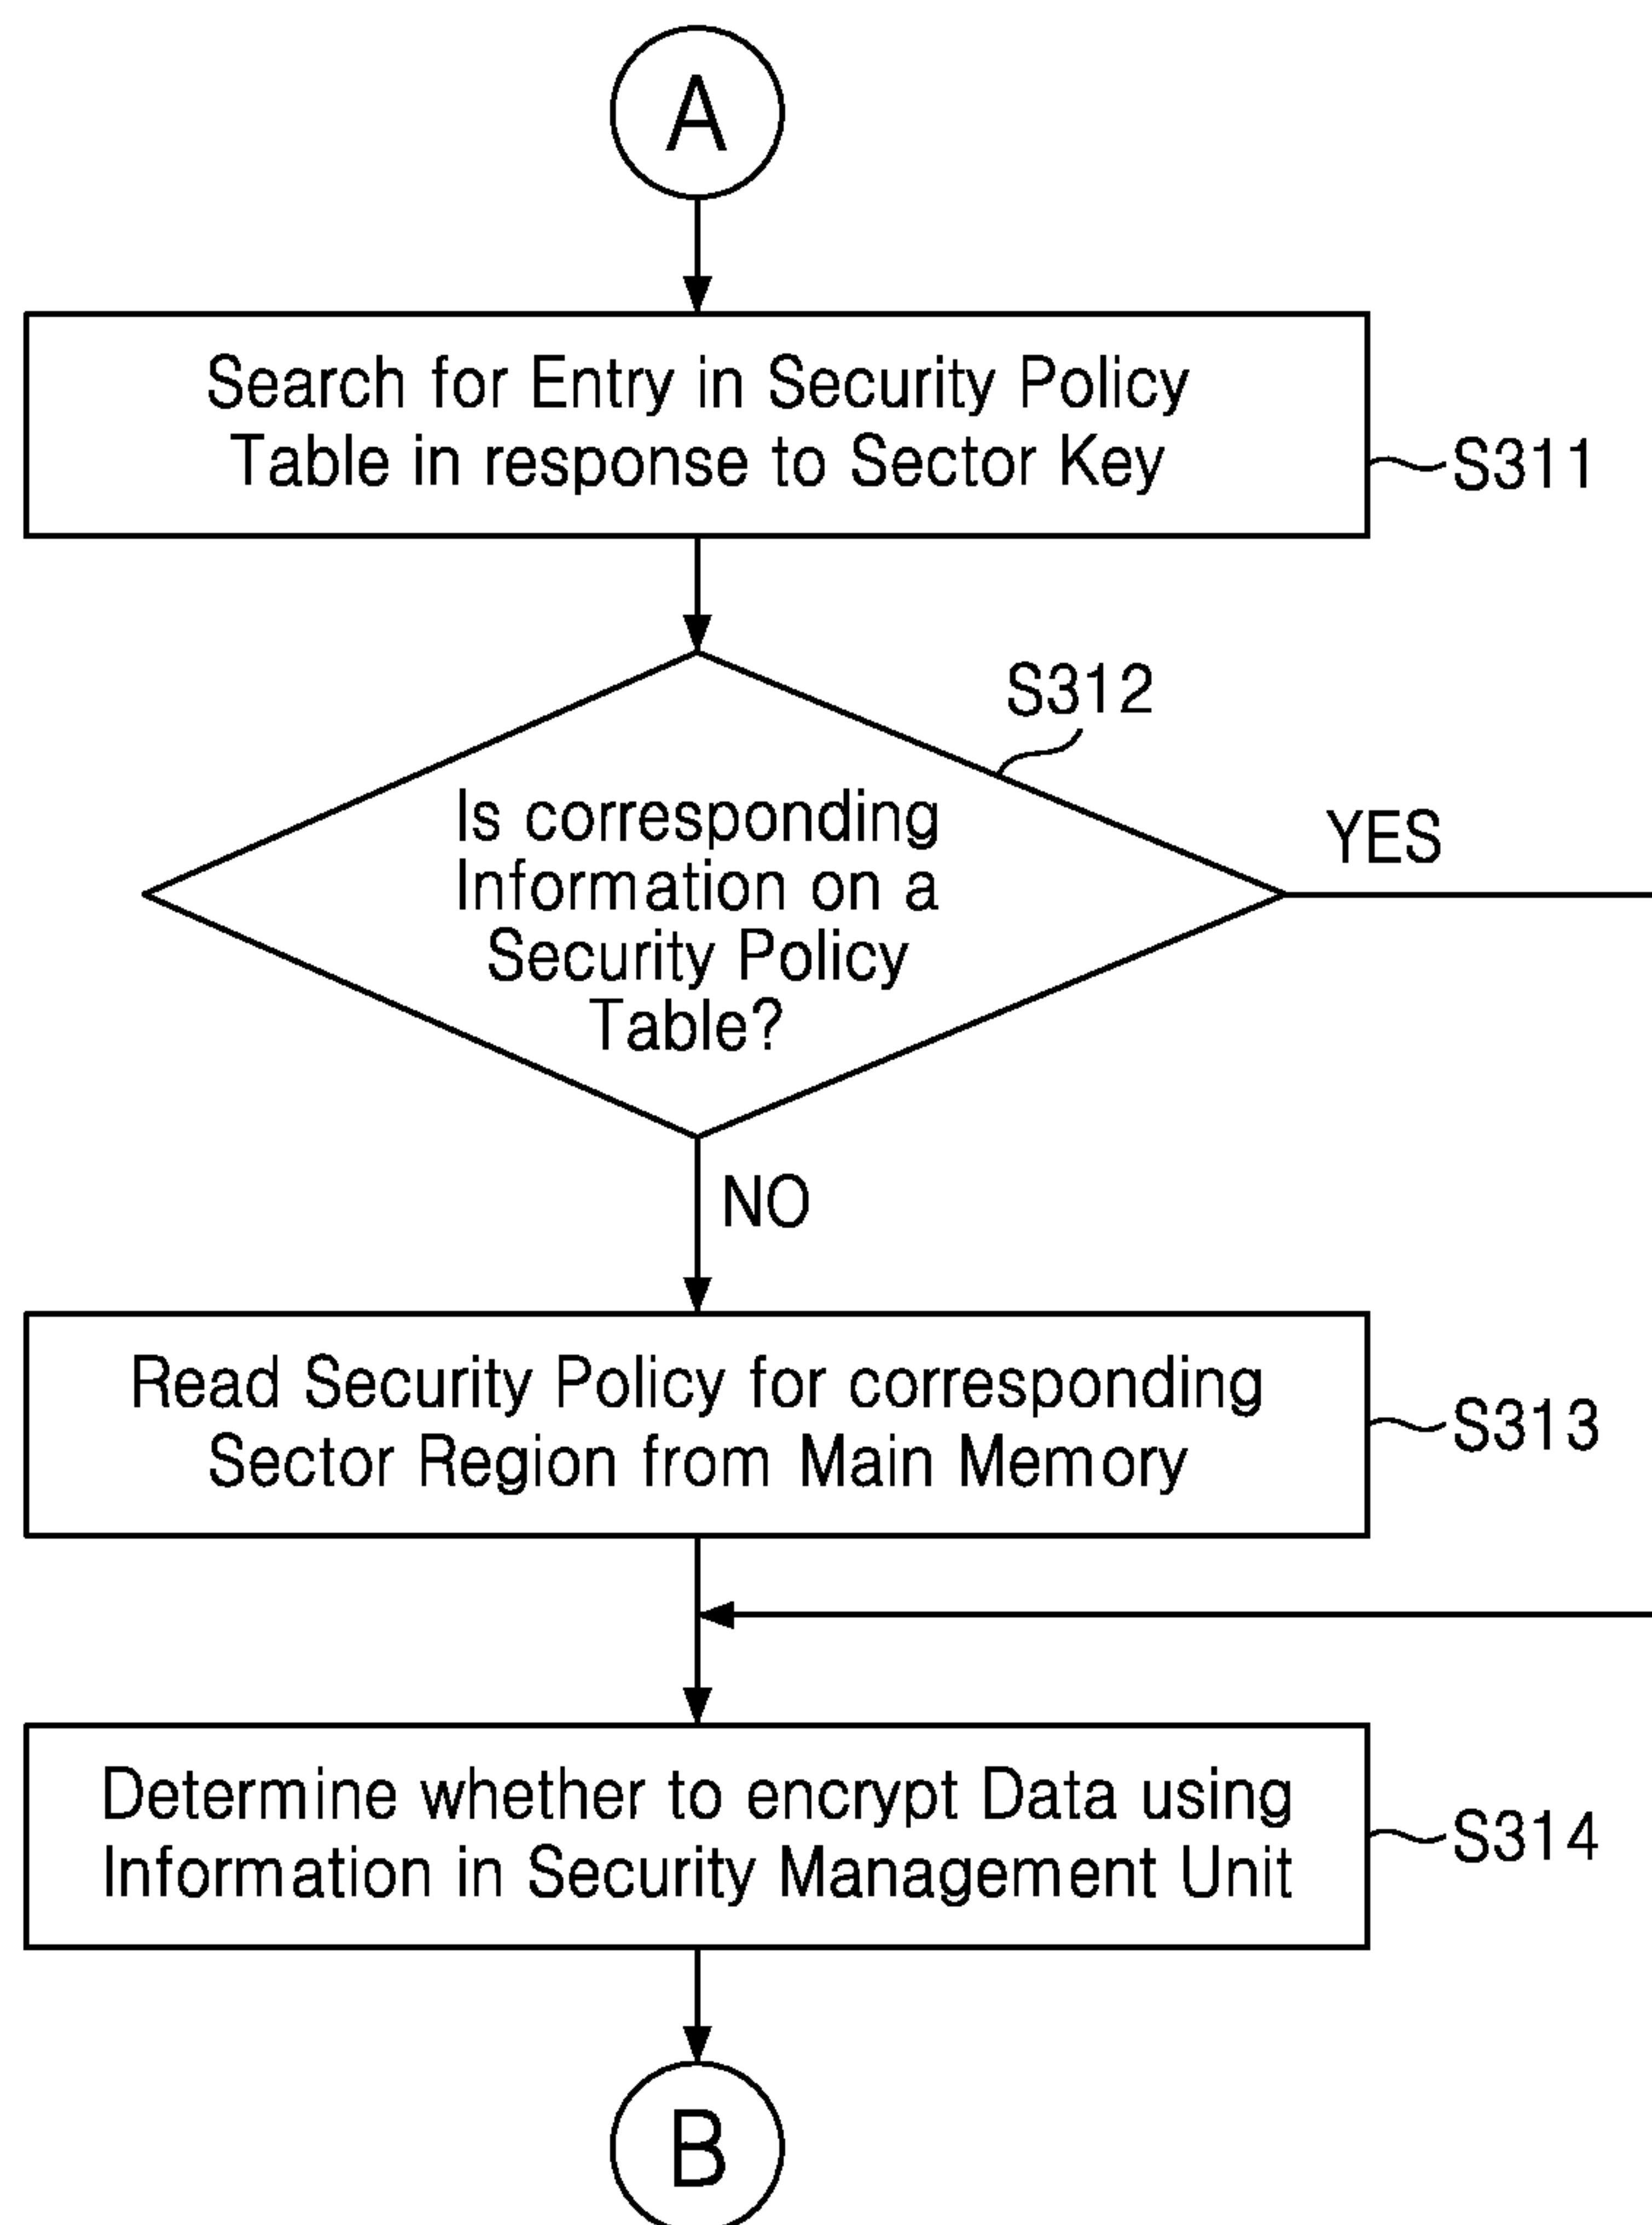 A
Search for Entry in Security Policy
Table in response to Sector Key
S311
S312
Is corresponding
Information on a
Security Policy
Table?
YES
NO
Read Security Policy for corresponding
Sector Region from Main Memory
S313
Determine whether to encrypt Data using
Information in Security Management Unit
S314
B